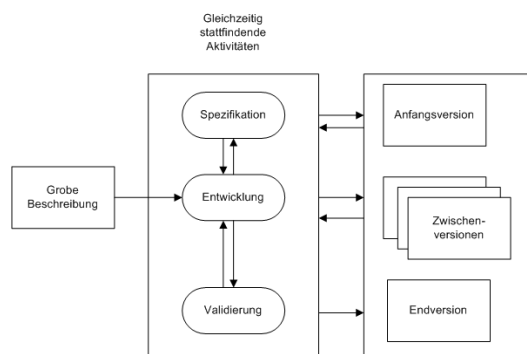 Gleichzeitig
stattfindende
Aktivitäten
Spezifikation
Anfangsversion
Grobe
Beschreibung
Entwicklung
Zwischen-
versionen
Validierung
Endversion